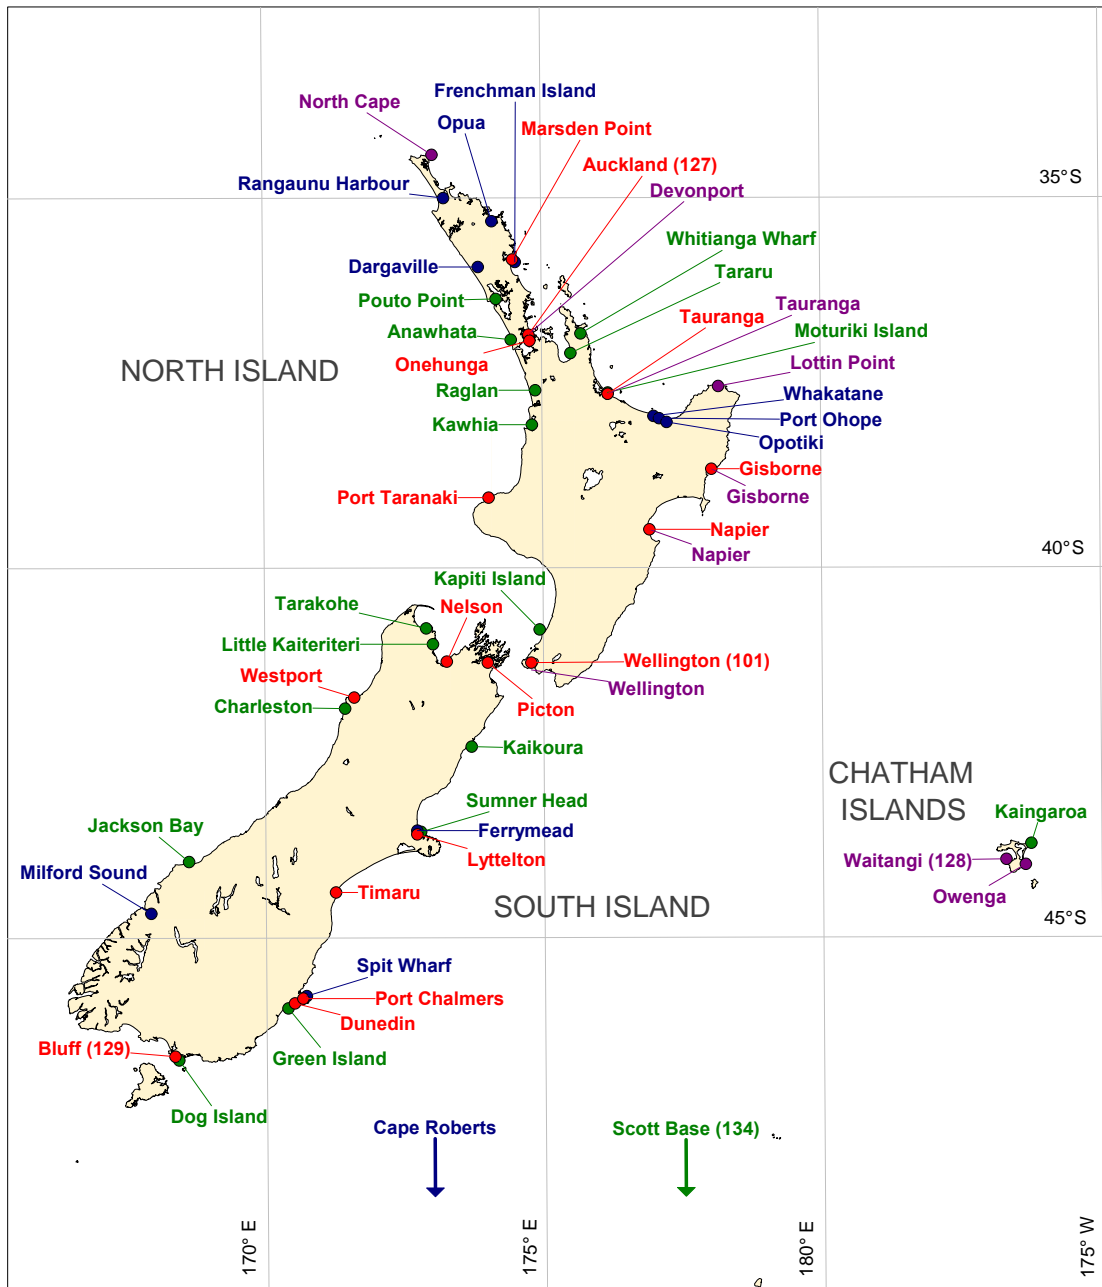 Frenchman Island
North Cape
Opua
Marsden Point
Auckland (127)
Rangaunu Harbour
Devonport
35°S
Whitianga Wharf
Dargaville
Tararu
Pouto Point
Tauranga
Tauranga
Anawhata
Moturiki Island
Onehunga
Lottin Point
NORTH ISLAND
Raglan
Whakatane
Port Ohope
Kawhia
Opotiki
Gisborne
Port Taranaki
Gisborne
Napier
Napier
40°S
Kapiti Island
Tarakohe
Nelson
Little Kaiteriteri
Wellington (101)
Westport
Wellington
Charleston
Picton
Kaikoura
CHATHAM
ISLANDS
Sumner Head
Kaingaroa
Ferrymead
Jackson Bay
Lyttelton
Waitangi (128)
Milford Sound
Timaru
Owenga
SOUTH ISLAND
45°S
Spit Wharf
Port Chalmers
Dunedin
Bluff (129)
Green Island
Dog Island
Cape Roberts
Scott Base (134)
170° E
175° E
180° E
175° W